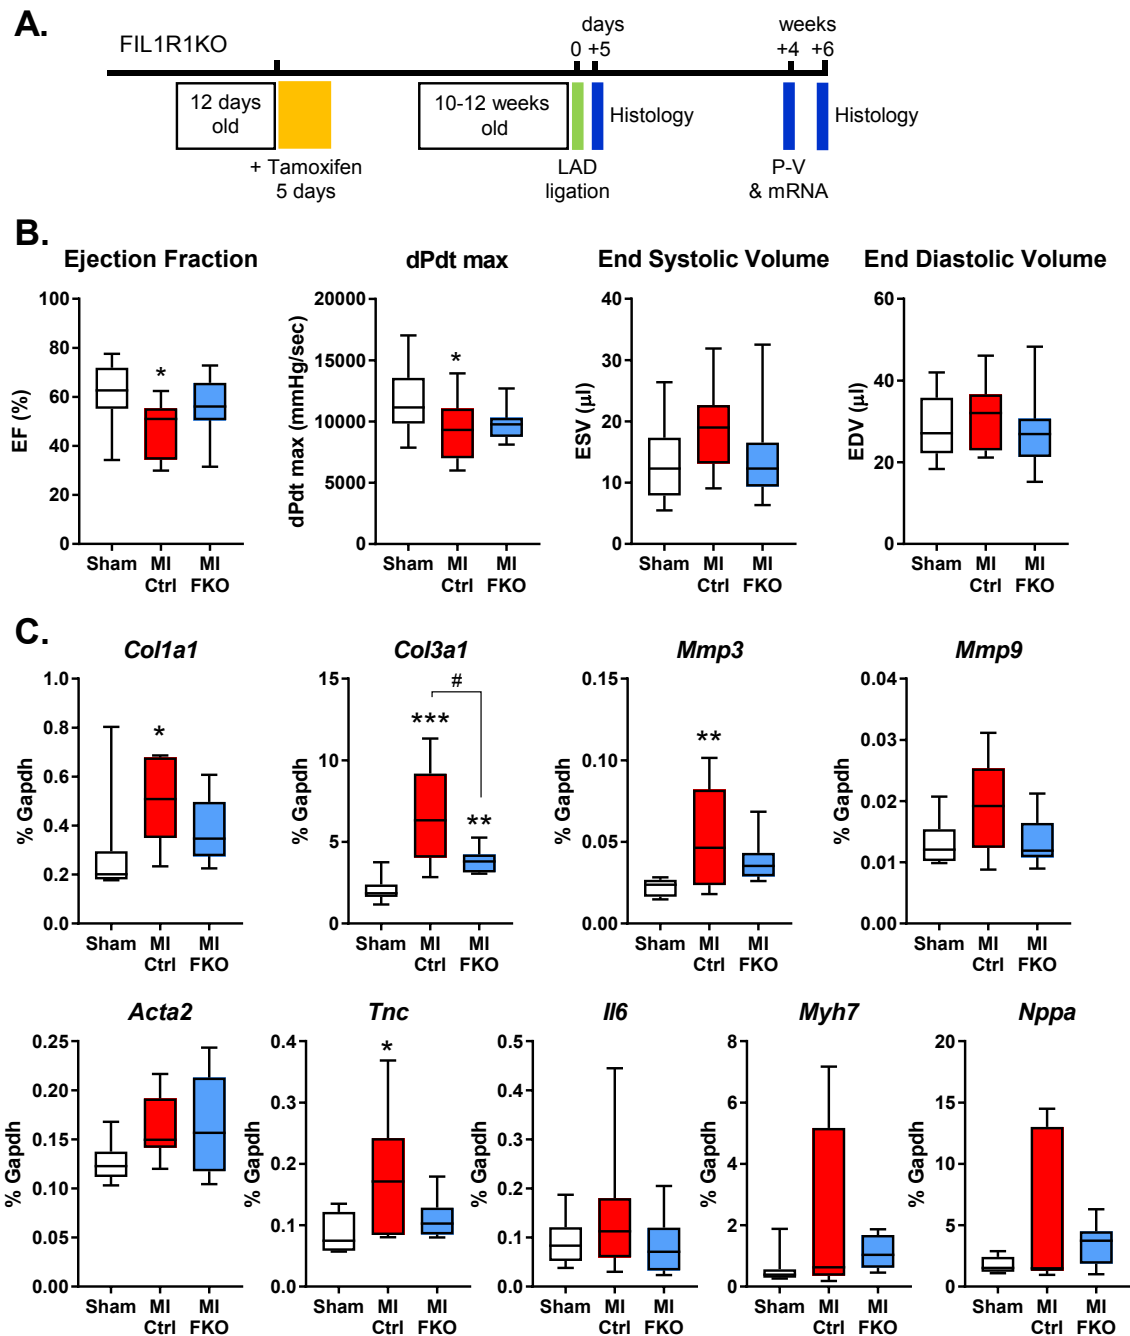 A.
FIL1R1KO
days
weeks
0 +5
+4 +6
12 days
old
10-12 weeks
old
Histology
Histology
+ Tamoxifen
5 days
LAD
ligation
P-V
& mRNA
B.
Ejection Fraction
dPdt max
End Systolic Volume
End Diastolic Volume
EF (%)
100
80
60
40
20
0
*
Sham
MI
Ctrl
MI
FKO
dPdt max (mmHg/sec)
20000
15000
10000
5000
0
*
Sham
MI
Ctrl
MI
FKO
ESV (µl)
40
30
20
10
0
Sham
MI
Ctrl
MI
FKO
EDV (µl)
60
40
20
0
Sham
MI
Ctrl
MI
FKO
C.
Col1a1
% Gapdh
1.0
0.8
0.6
0.4
0.2
0.0
*
Sham
MI
Ctrl
MI
FKO
Col3a1
% Gapdh
15
10
5
0
#
***
**
Sham
MI
Ctrl
MI
FKO
Mmp3
% Gapdh
0.15
0.10
0.05
0.00
**
Sham
MI
Ctrl
MI
FKO
Mmp9
% Gapdh
0.04
0.03
0.02
0.01
0.00
Sham
MI
Ctrl
MI
FKO
Acta2
% Gapdh
0.25
0.20
0.15
0.10
0.05
0.00
Sham
MI
Ctrl
MI
FKO
Tnc
% Gapdh
0.4
0.3
0.2
0.1
0.0
*
Sham
MI
Ctrl
MI
FKO
Il6
% Gapdh
0.5
0.4
0.3
0.2
0.1
0.0
Sham
MI
Ctrl
MI
FKO
Myh7
% Gapdh
8
6
4
2
0
Sham
MI
Ctrl
MI
FKO
Nppa
% Gapdh
20
15
10
5
0
Sham
MI
Ctrl
MI
FKO